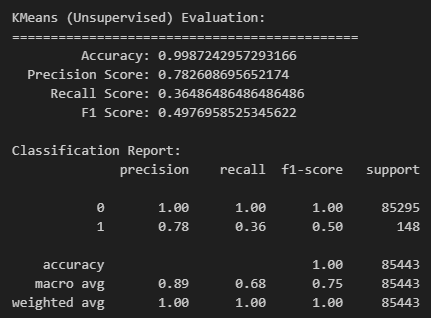 KMeans (Unsupervised) Evaluation:
=============================================
Accuracy: 0.9987242957293166
Precision Score: 0.782608695652174
Recall Score: 0.36486486486486486
F1 Score: 0.4976958525345622
Classification Report:
precision recall f1-score support
0 1.00 1.00 1.00 85295
1 0.78 0.36 0.50 148
accuracy 1.00 85443
macro avg 0.89 0.68 0.75 85443
weighted avg 1.00 1.00 1.00 85443